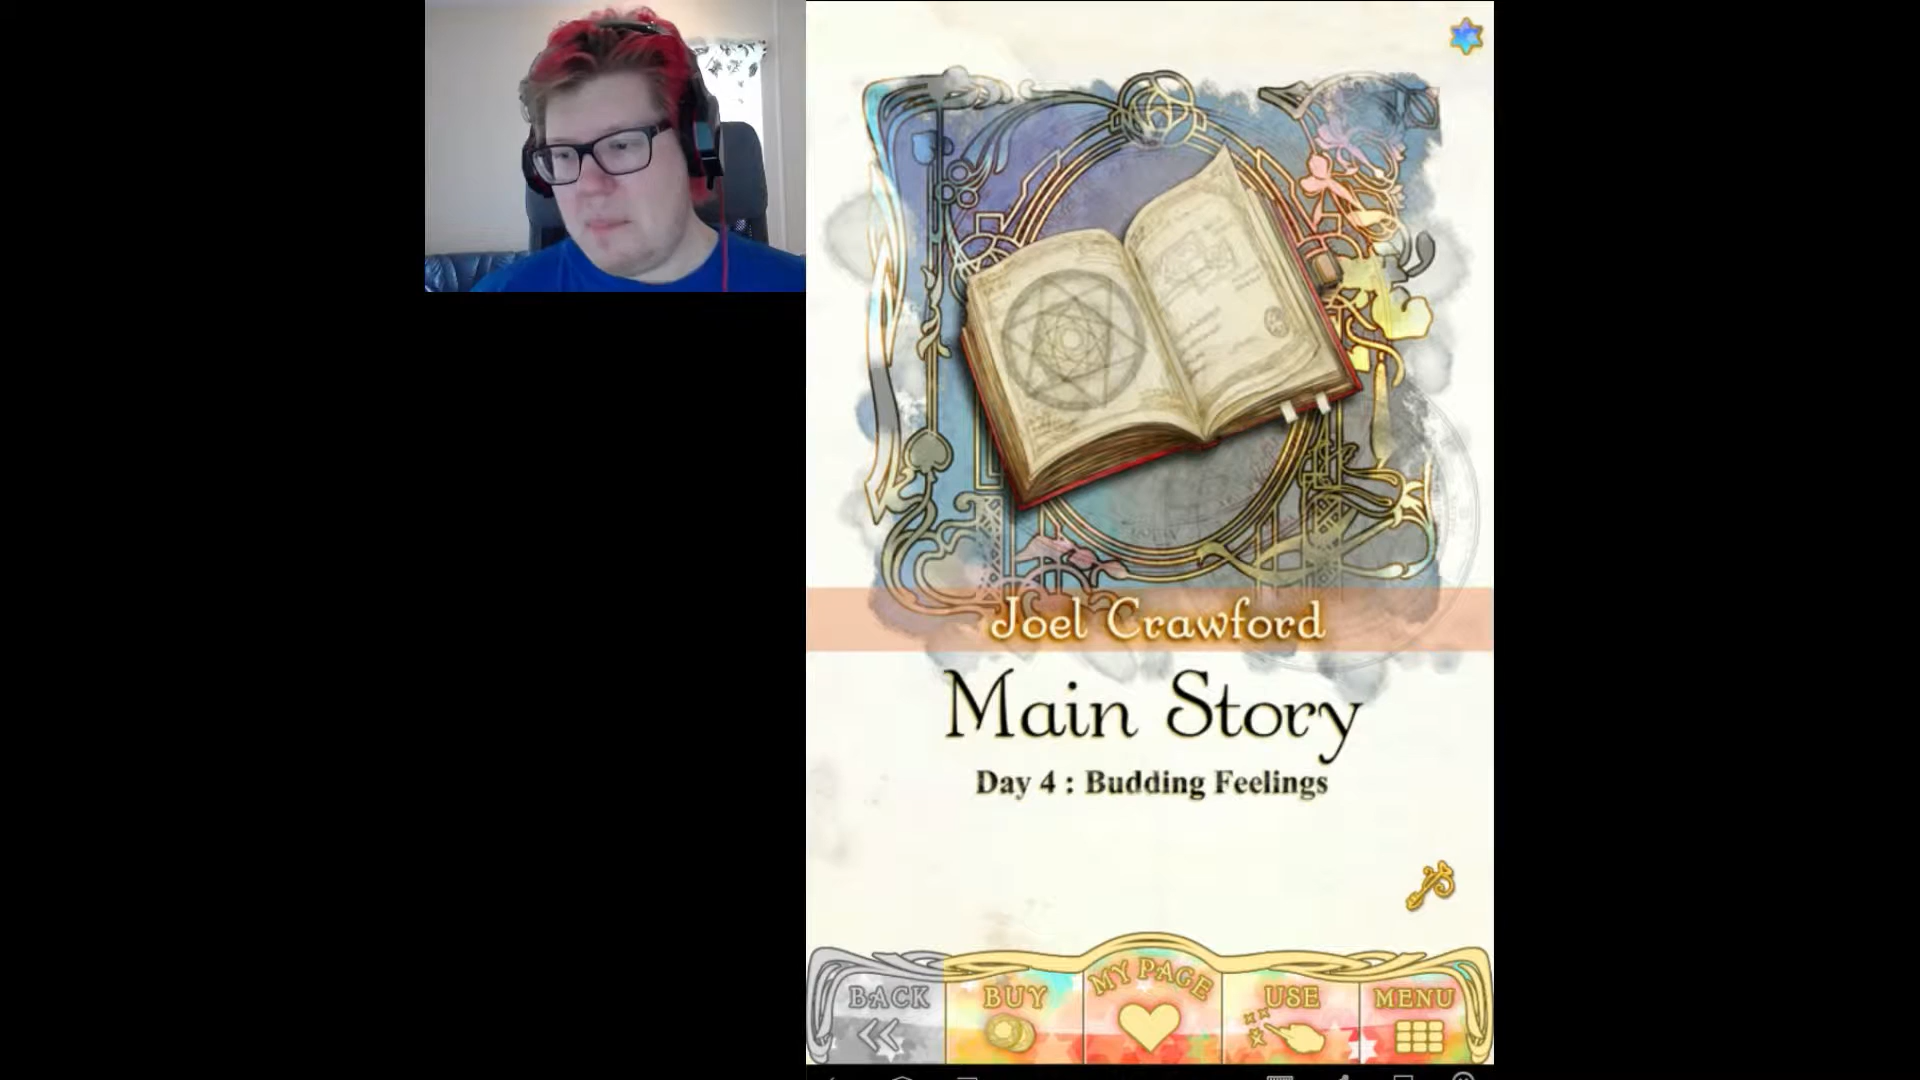 Joel Crawford
Main Story
Day 4 : Budding Feelings
BACK
BUY
MY PAGE
USE
MENU